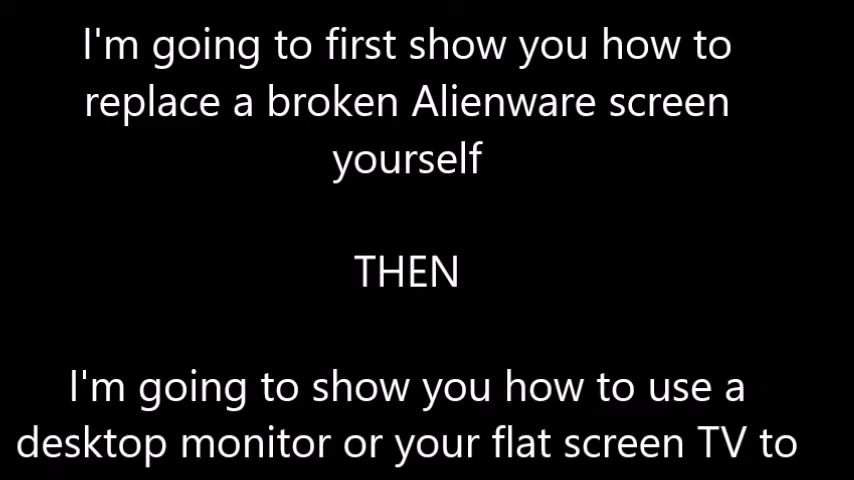 I'm going to first show you how to
replace a broken Alienware screen
yourself
THEN
I'm going to show you how to use a
desktop monitor or your flat screen TV to